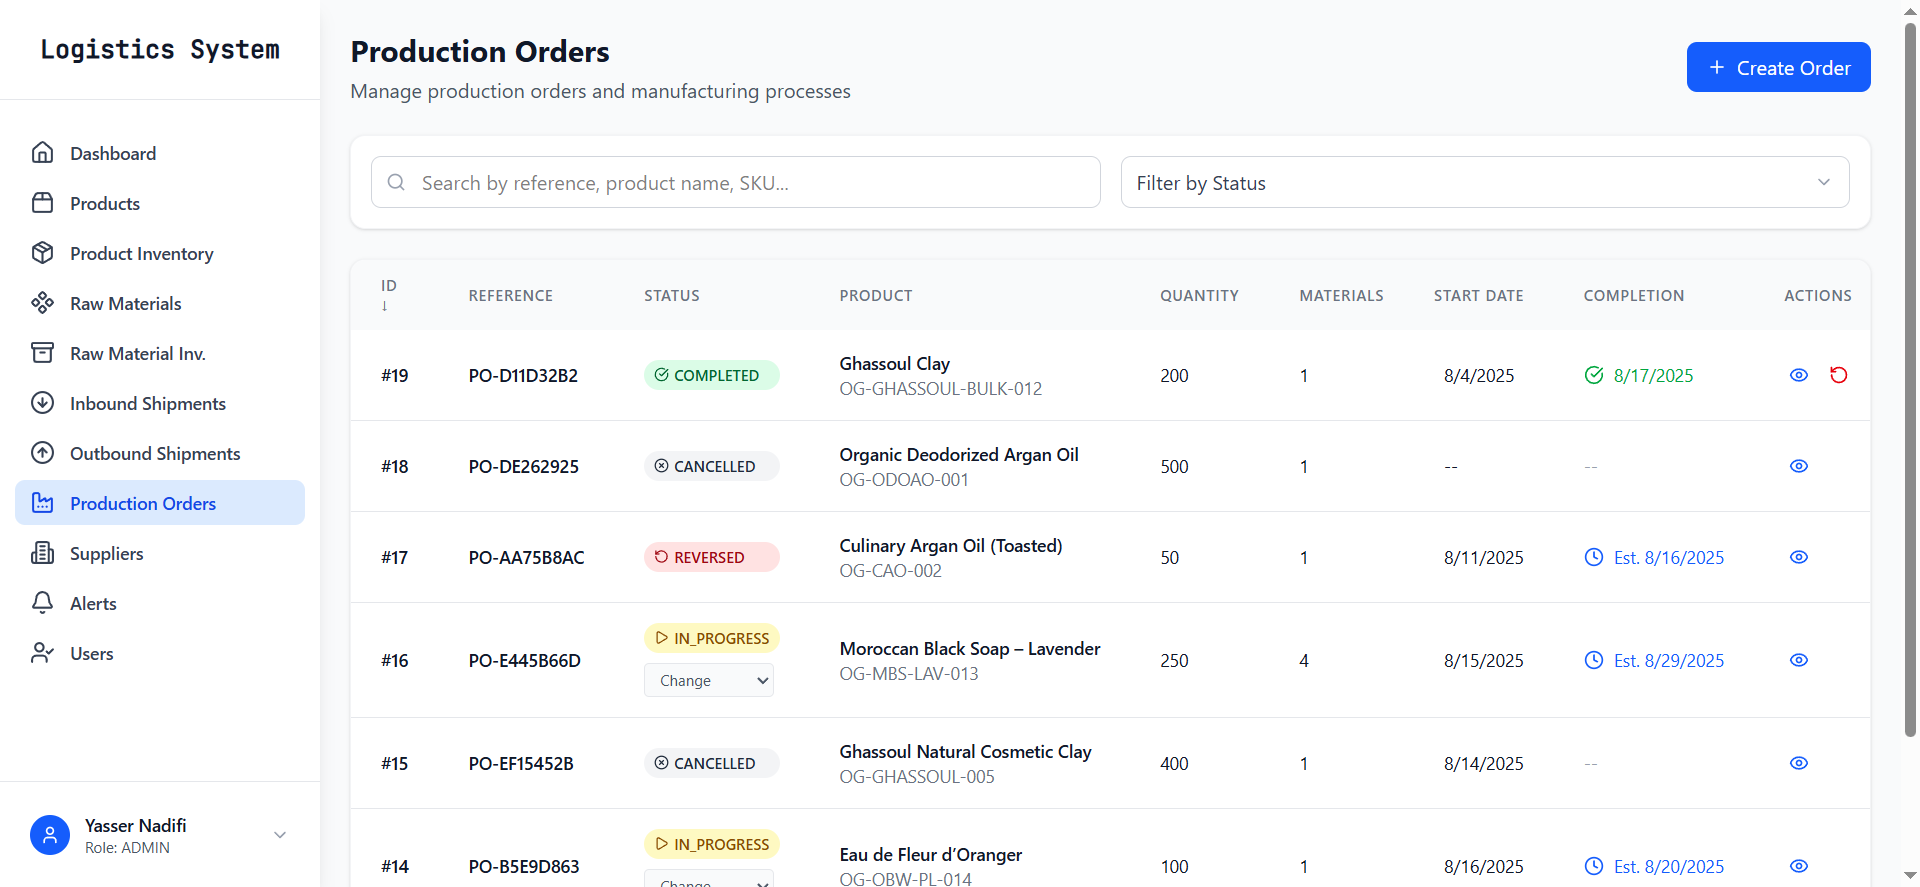 Logistics System
Dashboard
Products
Product Inventory
Raw Materials
Raw Material Inv.
Inbound Shipments
Outbound Shipments
Production Orders
Suppliers
Alerts
Users
Yasser Nadifi
Role: ADMIN
Production Orders
Manage production orders and manufacturing processes
+ Create Order
Search by reference, product name, SKU...
Filter by Status
ID ↓ REFERENCE STATUS PRODUCT QUANTITY MATERIALS START DATE COMPLETION ACTIONS
#19 PO-D11D32B2 COMPLETED Ghassoul Clay 200 1 8/4/2025 8/17/2025
OG-GHASSOUL-BULK-012
#18 PO-DE262925 CANCELLED Organic Deodorized Argan Oil 500 1 -- --
OG-ODOAO-001
#17 PO-AA75B8AC REVERSED Culinary Argan Oil (Toasted) 50 1 8/11/2025 Est. 8/16/2025
OG-CAO-002
#16 PO-E445B66D IN_PROGRESS Moroccan Black Soap – Lavender 250 4 8/15/2025 Est. 8/29/2025
Change OG-MBS-LAV-013
#15 PO-EF15452B CANCELLED Ghassoul Natural Cosmetic Clay 400 1 8/14/2025 --
OG-GHASSOUL-005
#14 PO-B5E9D863 IN_PROGRESS Eau de Fleur d’Oranger 100 1 8/16/2025 Est. 8/20/2025
Change OG-OBW-PL-014